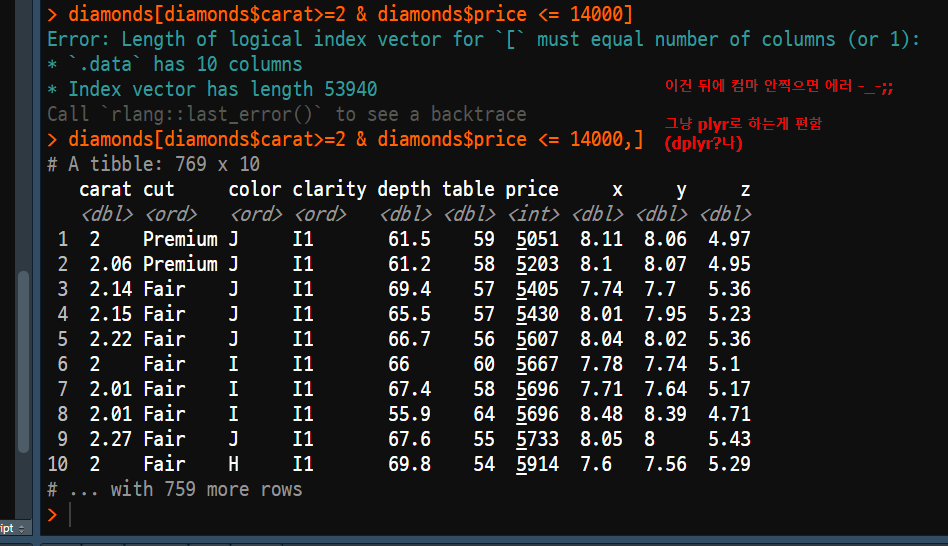 > diamonds[diamonds$carat>=2 & diamonds$price <= 14000]
Error: Length of logical index vector for `[` must equal number of columns (or 1):
* `.data` has 10 columns
* Index vector has length 53940
이건 뒤에 컴마 안찍으면 에러 -_-;;
Call `rlang::last_error()` to see a backtrace
그냥 plyr로 하는게 편함
> diamonds[diamonds$carat>=2 & diamonds$price <= 14000,]
(dplyr?나)
# A tibble: 769 x 10
carat cut color clarity depth table price x y z
<dbl> <ord> <ord> <ord> <dbl> <dbl> <int> <dbl> <dbl> <dbl>
1 2 Premium J I1 61.5 59 5051 8.11 8.06 4.97
2 2.06 Premium J I1 61.2 58 5203 8.1 8.07 4.95
3 2.14 Fair J I1 69.4 57 5405 7.74 7.7 5.36
4 2.15 Fair J I1 65.5 57 5430 8.01 7.95 5.23
5 2.22 Fair J I1 66.7 56 5607 8.04 8.02 5.36
6 2 Fair I I1 66 60 5667 7.78 7.74 5.1
7 2.01 Fair I I1 67.4 58 5696 7.71 7.64 5.17
8 2.01 Fair I I1 55.9 64 5696 8.48 8.39 4.71
9 2.27 Fair J I1 67.6 55 5733 8.05 8 5.43
10 2 Fair H I1 69.8 54 5914 7.6 7.56 5.29
# ... with 759 more rows
>
ipt